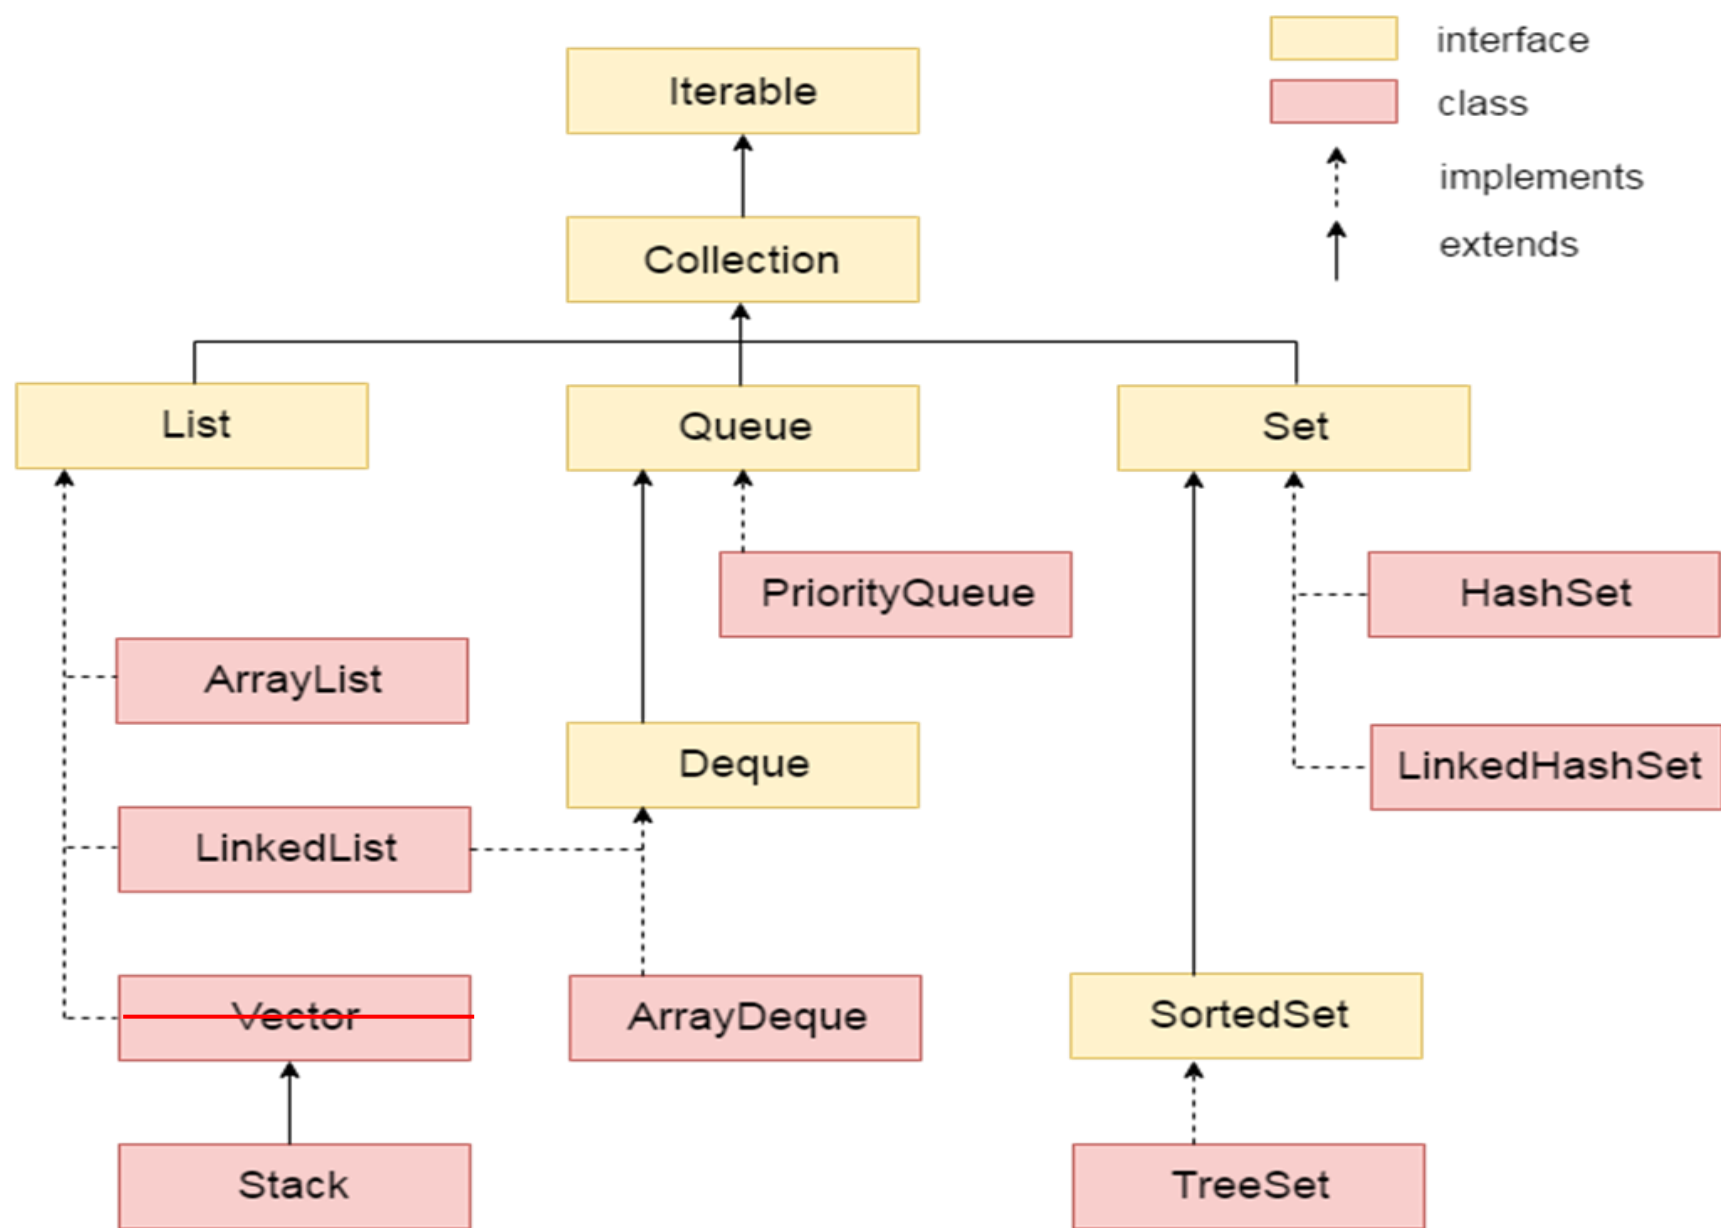 interface
Iterable
class
implements
extends
Collection
List
Queue
Set
PriorityQueue
HashSet
ArrayList
Deque
LinkedHashSet
LinkedList
Vector
ArrayDeque
SortedSet
Stack
TreeSet